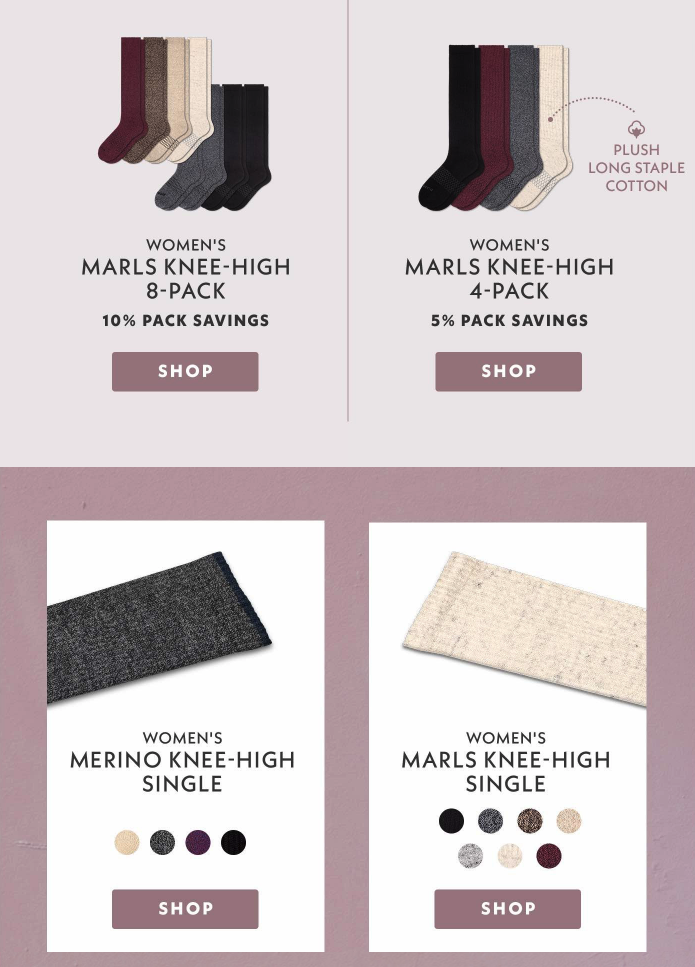 PLUSH
LONG STAPLE
COTTON
WOMEN'S
MARLS KNEE-HIGH
8-PACK
10% PACK SAVINGS
SHOP
WOMEN'S
MARLS KNEE-HIGH
4-PACK
5% PACK SAVINGS
SHOP
WOMEN'S
MERINO KNEE-HIGH
SINGLE
SHOP
WOMEN'S
MARLS KNEE-HIGH
SINGLE
SHOP